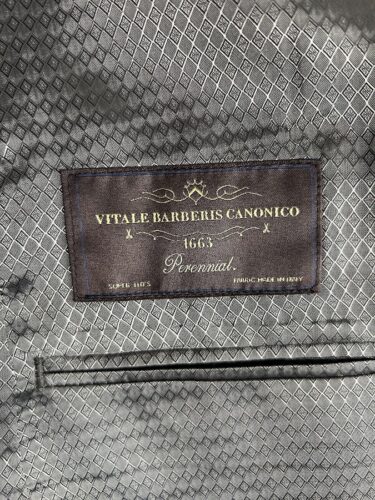 VITALE BARBERIS CANONICO
1663
Perennial.
SUPER 110'S FABRIC MADE IN ITALY